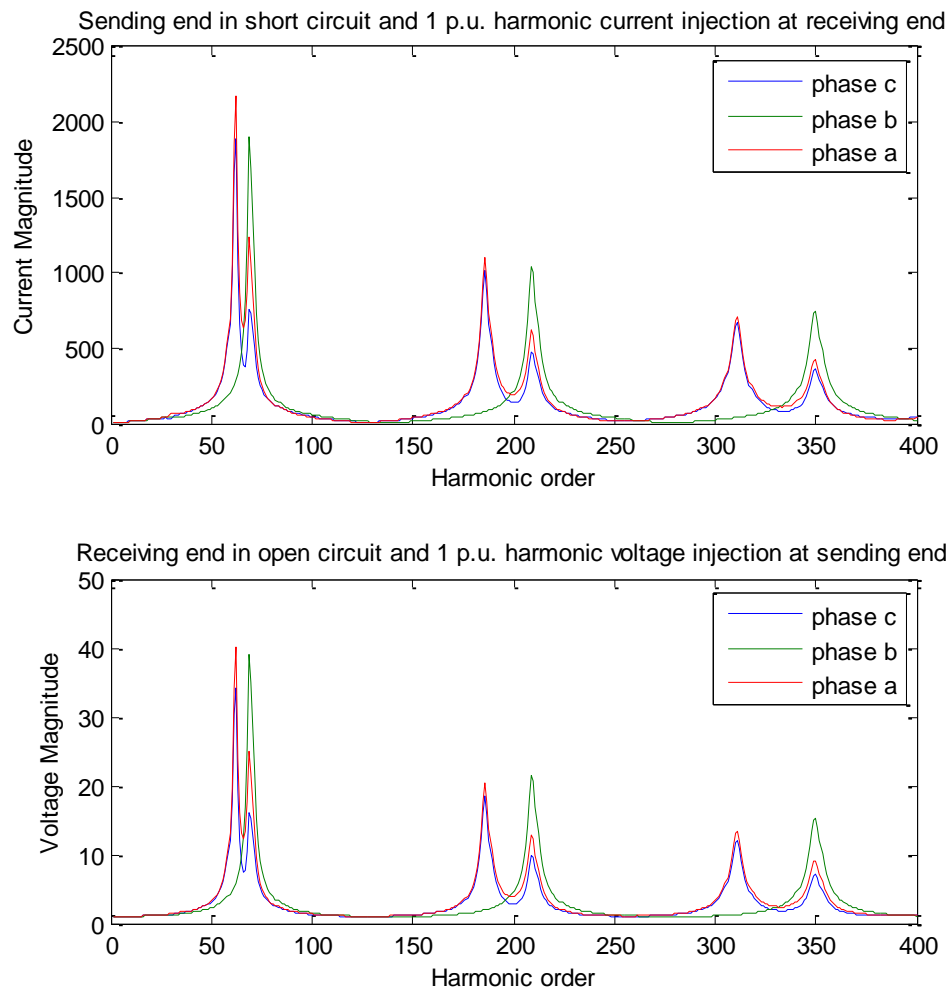 Sending end in short circuit and 1 p.u. harmonic current injection at receiving end
2500
2000
1500
1000
500
0
Current Magnitude
phase c
phase b
phase a
0 50 100 150 200 250 300 350 400
Harmonic order
Receiving end in open circuit and 1 p.u. harmonic voltage injection at sending end
50
40
30
20
10
0
Voltage Magnitude
phase c
phase b
phase a
0 50 100 150 200 250 300 350 400
Harmonic order